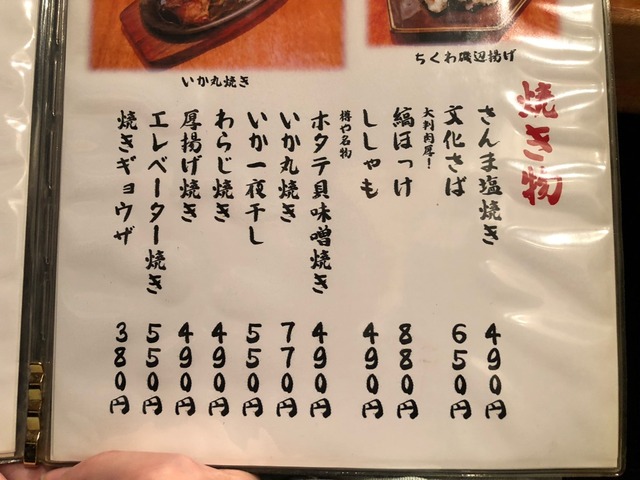 いか丸焼き
ちくわ磯辺揚げ
焼き物
さんま塩焼き 490円
文化さば 650円
大判肉厚!
縞ほっけ 880円
ししゃも 490円
樽や名物
ホタテ貝味噌焼き 490円
いか丸焼き 770円
いか一夜干し 550円
わらじ焼き 490円
厚揚げ焼き 490円
エレベーター焼き 550円
焼きギョウザ 380円